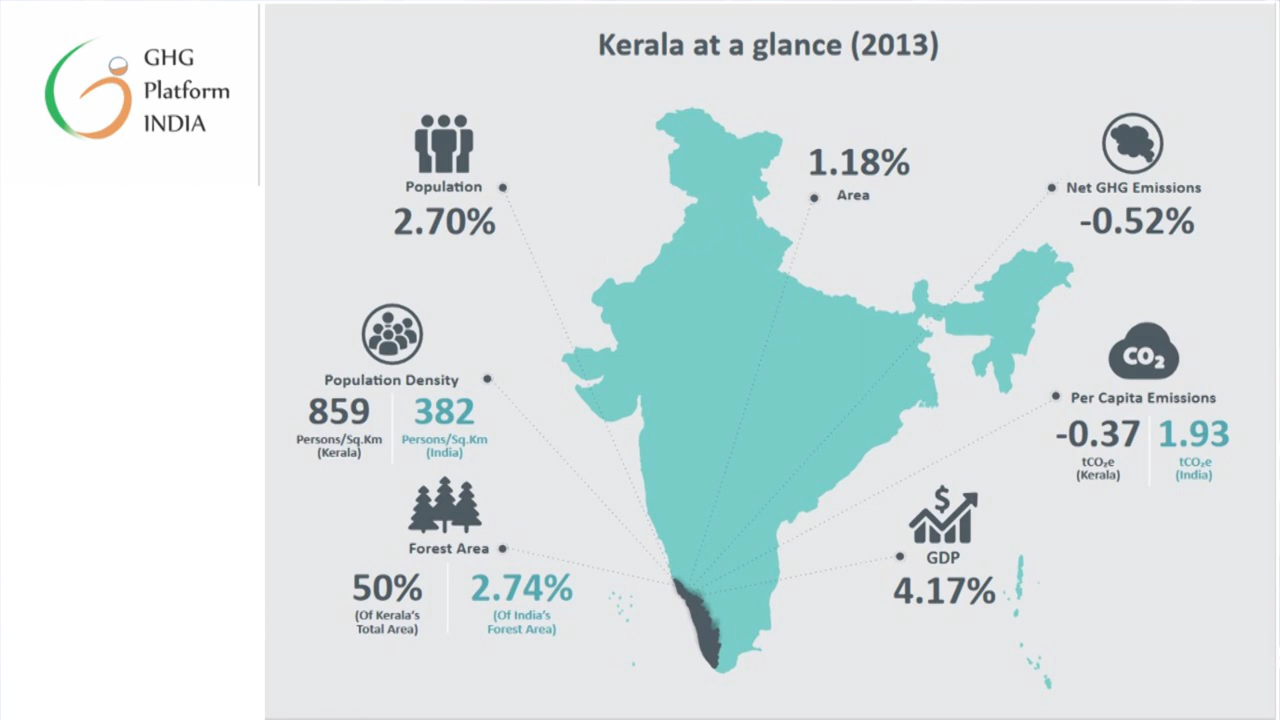 GHG
Platform
INDIA
Kerala at a glance (2013)
Population
2.70%
1.18%
Area
Net GHG Emissions
-0.52%
Population Density
859
Persons/Sq.Km
(Kerala)
382
Persons/Sq.Km
(India)
CO₂
Per Capita Emissions
-0.37
tCO₂e
(Kerala)
1.93
tCO₂e
(India)
Forest Area
50%
(Of Kerala's
Total Area)
2.74%
(Of India's
Forest Area)
$
GDP
4.17%